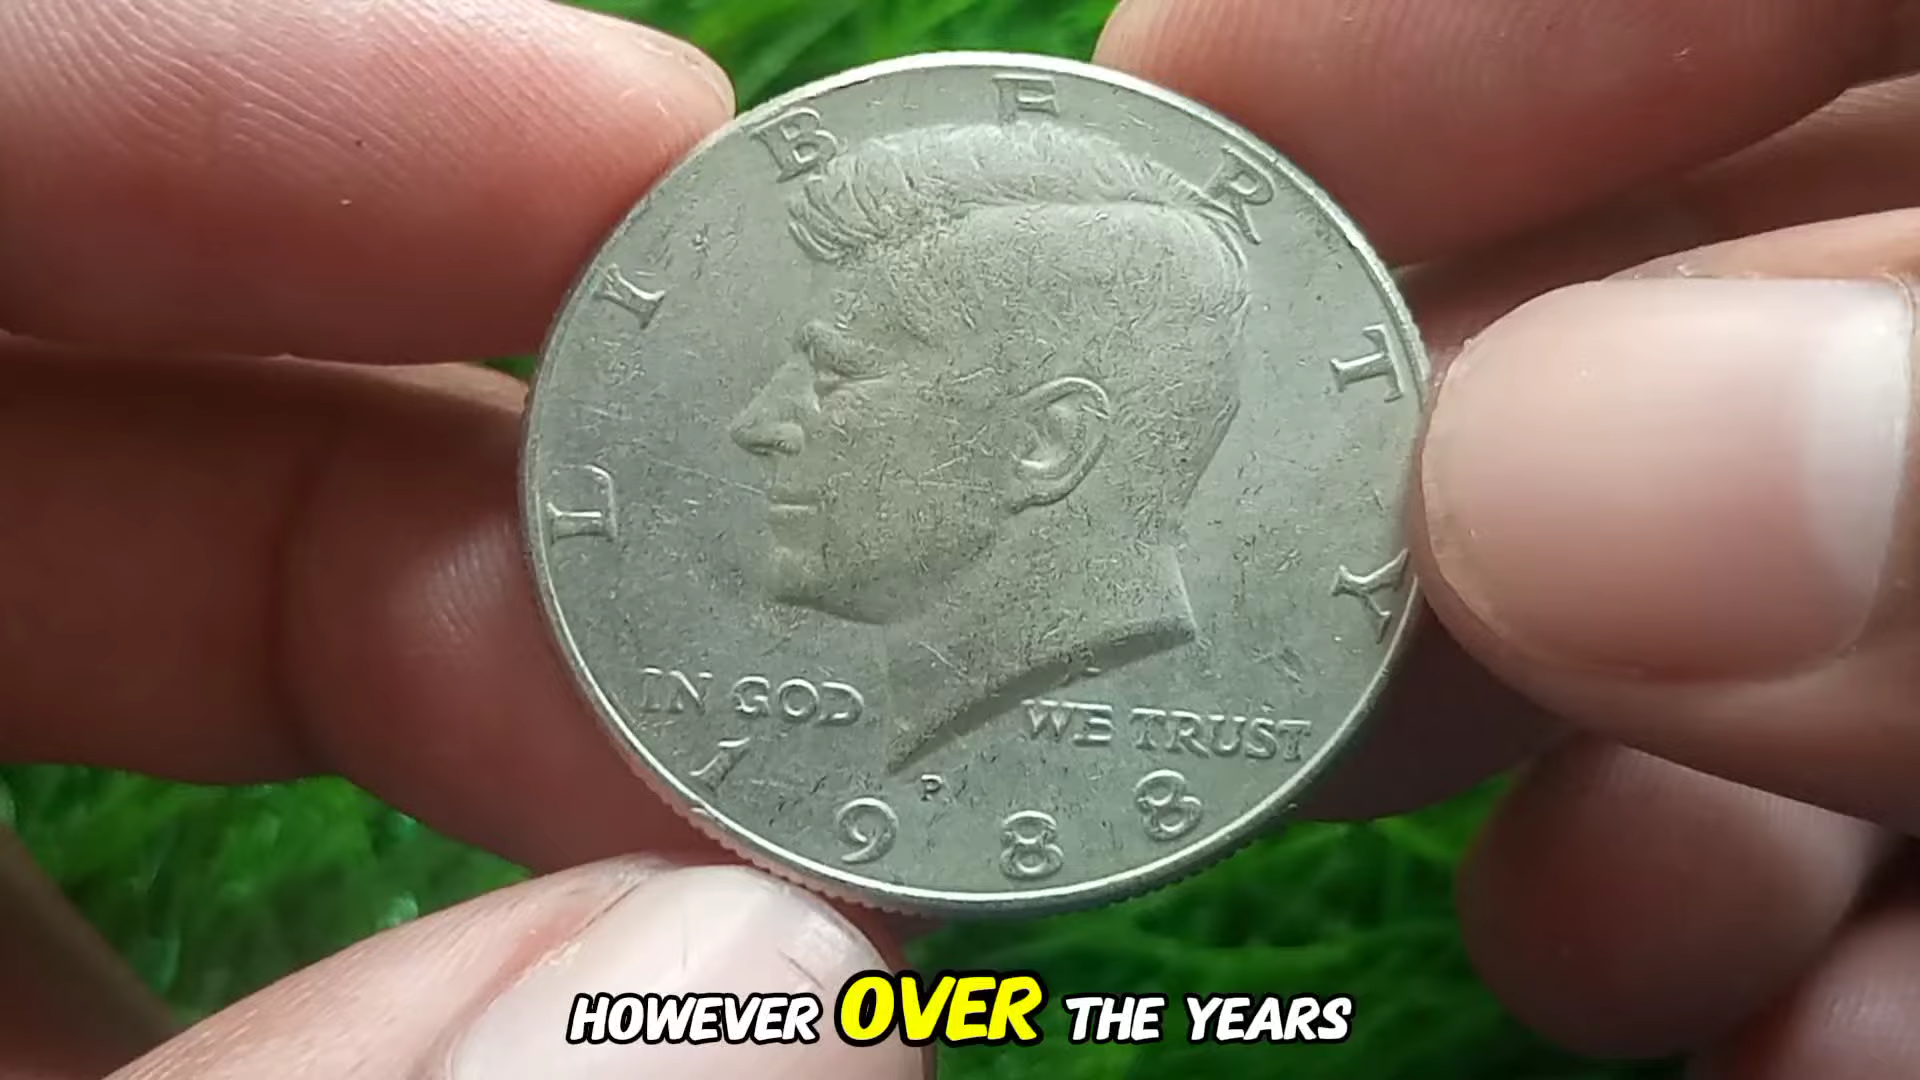 LIBERTY
IN GOD WE TRUST
P
1988
HOWEVER OVER THE YEARS